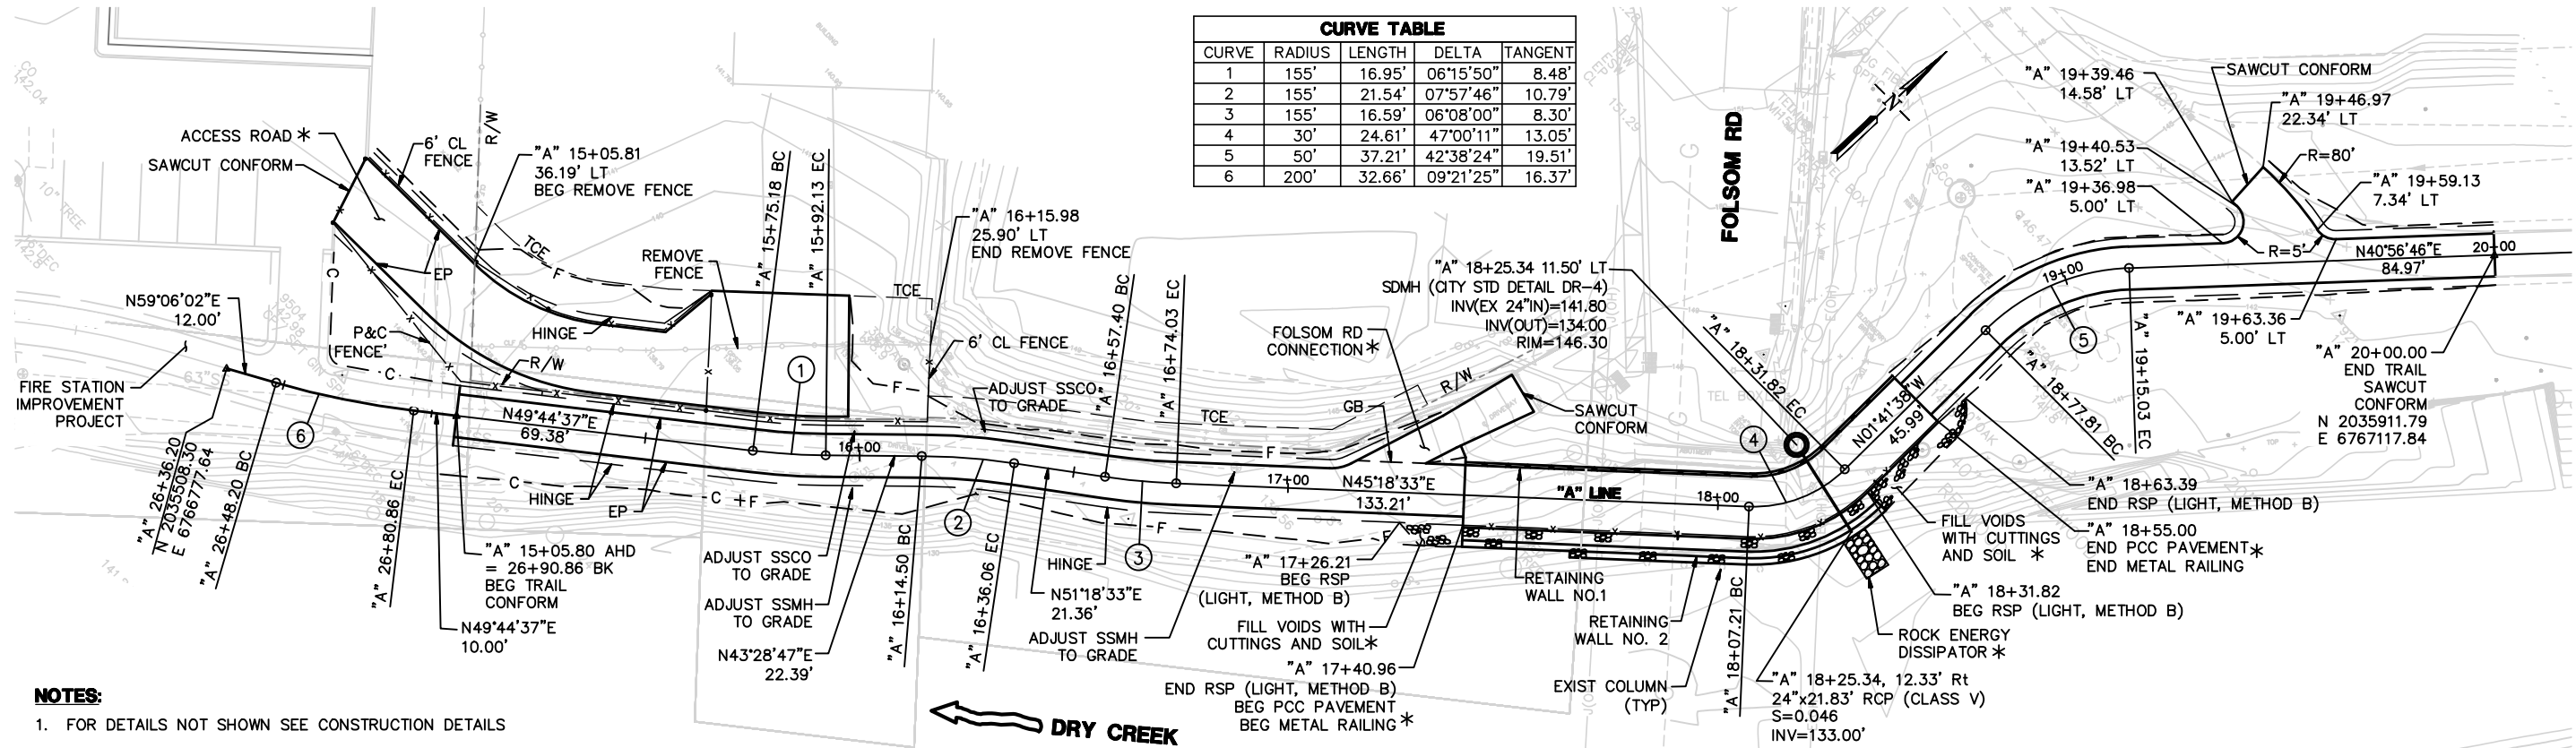 CURVE TABLE
CURVE RADIUS LENGTH DELTA TANGENT
1 155' 16.95' 06°15'50" 8.48'
2 155' 21.54' 07°57'46" 10.79'
3 155' 16.59' 06°08'00" 8.30'
4 30' 24.61' 47°00'11" 13.05'
5 50' 37.21' 42°38'24" 19.51'
6 200' 32.66' 09°21'25" 16.37'
ACCESS ROAD *
SAWCUT CONFORM
6' CL
FENCE
R/W
"A" 15+05.81
36.19' LT
BEG REMOVE FENCE
TCE
F
EP
HINGE
REMOVE
FENCE
"A" 15+75.18 BC
"A" 15+92.13 EC
"A" 16+15.98
25.90' LT
END REMOVE FENCE
TCE
6' CL FENCE
F
C
N59°06'02"E
12.00'
P&C
FENCE
C
R/W
FIRE STATION
IMPROVEMENT
PROJECT
6
N49°44'37"E
69.38'
1
16+00
ADJUST SSCO
TO GRADE
"A" 16+57.40 BC
"A" 16+74.03 EC
TCE
F
"A" 26+36.20
N 2035508.30
E 6766777.64
"A" 26+48.20 BC
"A" 26+80.86 EC
"A" 15+05.80 AHD
= 26+90.86 BK
BEG TRAIL
CONFORM
N49°44'37"E
10.00'
C
HINGE
EP
C + F
ADJUST SSCO
TO GRADE
ADJUST SSMH
TO GRADE
N43°28'47"E
22.39'
"A" 16+14.50 BC
2
"A" 16+36.06 EC
HINGE
N51°18'33"E
21.36'
3
F
ADJUST SSMH
TO GRADE
17+00
N45°18'33"E
133.21'
"A" LINE
18+00
FOLSOM RD
"A" 18+25.34 11.50' LT
SDMH (CITY STD DETAIL DR-4)
INV(EX 24"IN)=141.80
INV(OUT)=134.00
RIM=146.30
FOLSOM RD
CONNECTION*
GB
R/W
SAWCUT
CONFORM
"A" 18+31.82 EC
4
N01°41'38"W
45.99'
"A" 17+26.21
BEG RSP
(LIGHT, METHOD B)
F
FILL VOIDS WITH
CUTTINGS AND SOIL*
"A" 17+40.96
END RSP (LIGHT, METHOD B)
BEG PCC PAVEMENT
BEG METAL RAILING *
RETAINING
WALL NO.1
RETAINING
WALL NO. 2
EXIST COLUMN
(TYP)
"A" 18+07.21 BC
"A" 18+25.34, 12.33' Rt
24"x21.83' RCP (CLASS V)
S=0.046
INV=133.00'
ROCK ENERGY
DISSIPATOR *
"A" 18+31.82
BEG RSP (LIGHT, METHOD B)
FILL VOIDS
WITH CUTTINGS
AND SOIL *
"A" 18+55.00
END PCC PAVEMENT*
END METAL RAILING
"A" 18+63.39
END RSP (LIGHT, METHOD B)
"A" 18+77.81 BC
"A" 19+15.03 EC
5
19+00
"A" 19+39.46
14.58' LT
SAWCUT CONFORM
"A" 19+46.97
22.34' LT
"A" 19+40.53
13.52' LT
R=80'
"A" 19+36.98
5.00' LT
"A" 19+59.13
7.34' LT
R=5'
N40°56'46"E
84.97'
20+00
"A" 19+63.36
5.00' LT
"A" 20+00.00
END TRAIL
SAWCUT
CONFORM
N 2035911.79
E 6767117.84
N
NOTES:
1. FOR DETAILS NOT SHOWN SEE CONSTRUCTION DETAILS
DRY CREEK